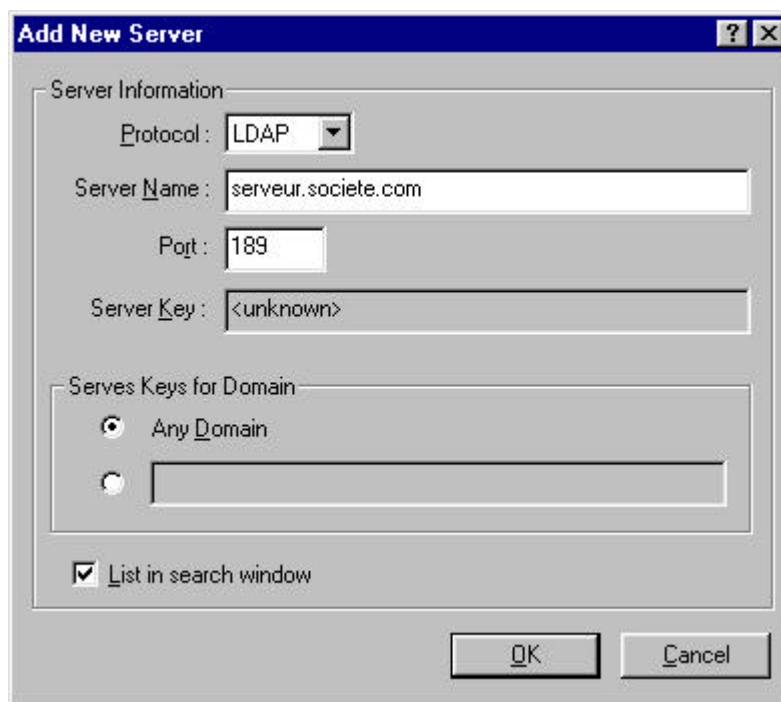 Add New Server
Server Information
Protocol : LDAP
Server Name : serveur.societe.com
Port : 189
Server Key : <unknown>
Serves Keys for Domain
Any Domain
List in search window
OK Cancel